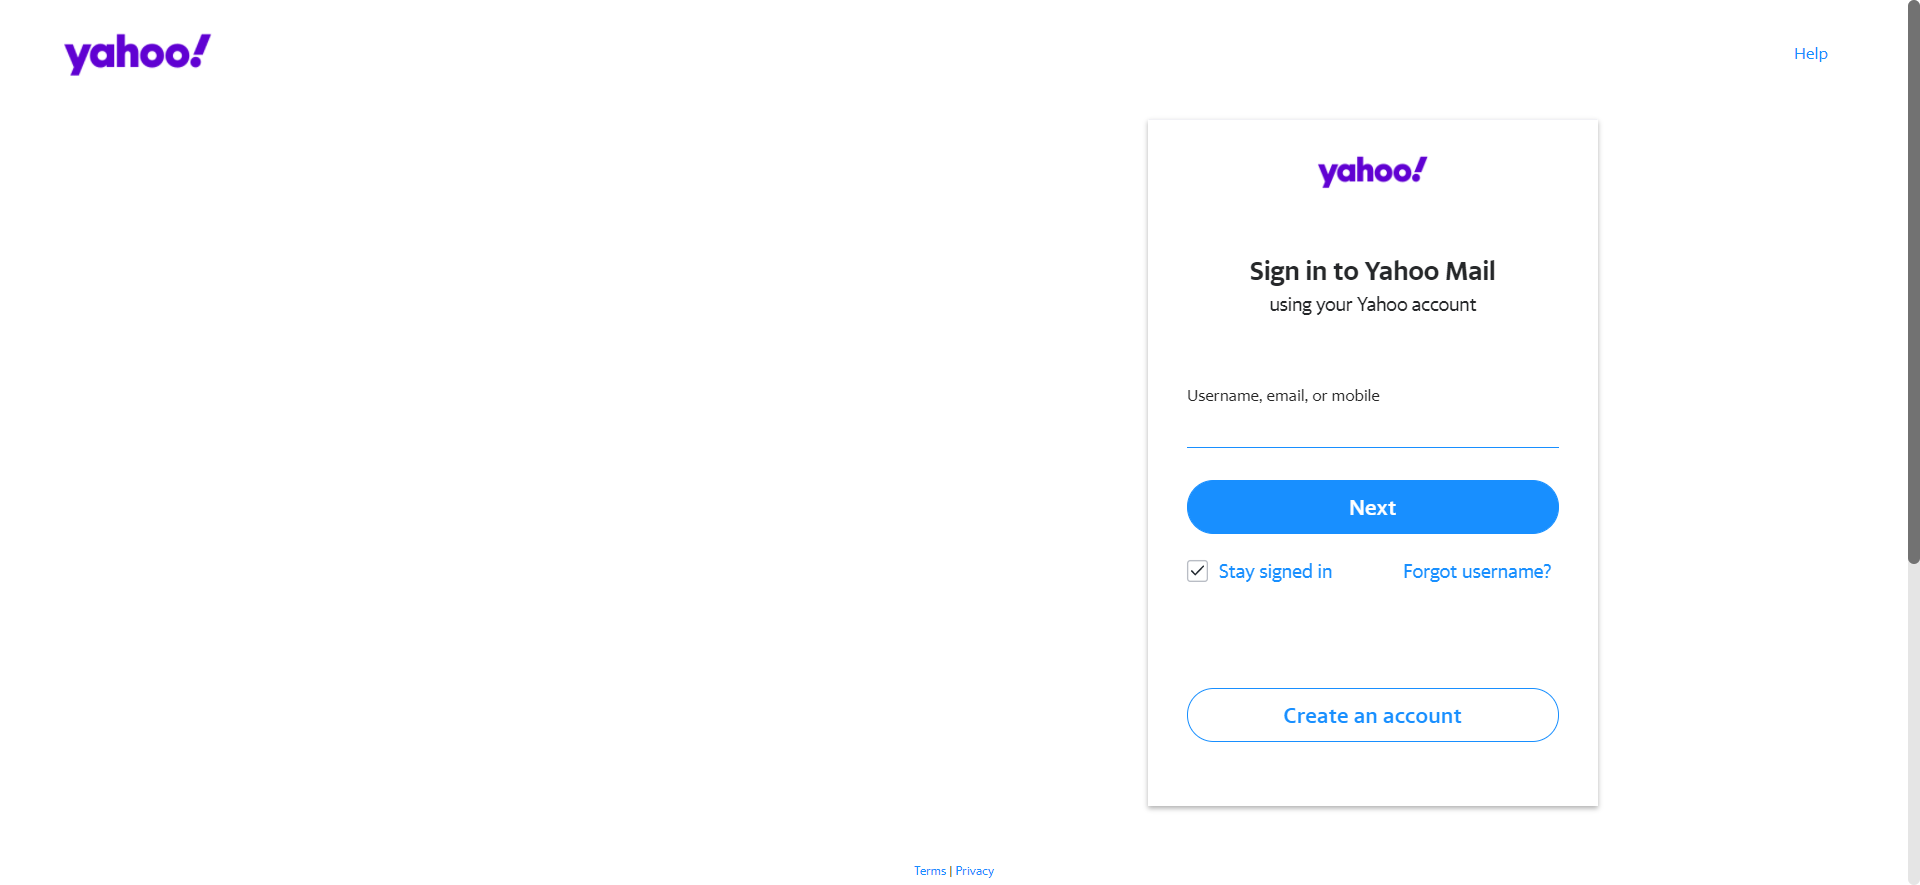 yahoo!
Help
yahoo!
Sign in to Yahoo Mail
using your Yahoo account
Username, email, or mobile
Next
Stay signed in
Forgot username?
Create an account
Terms | Privacy